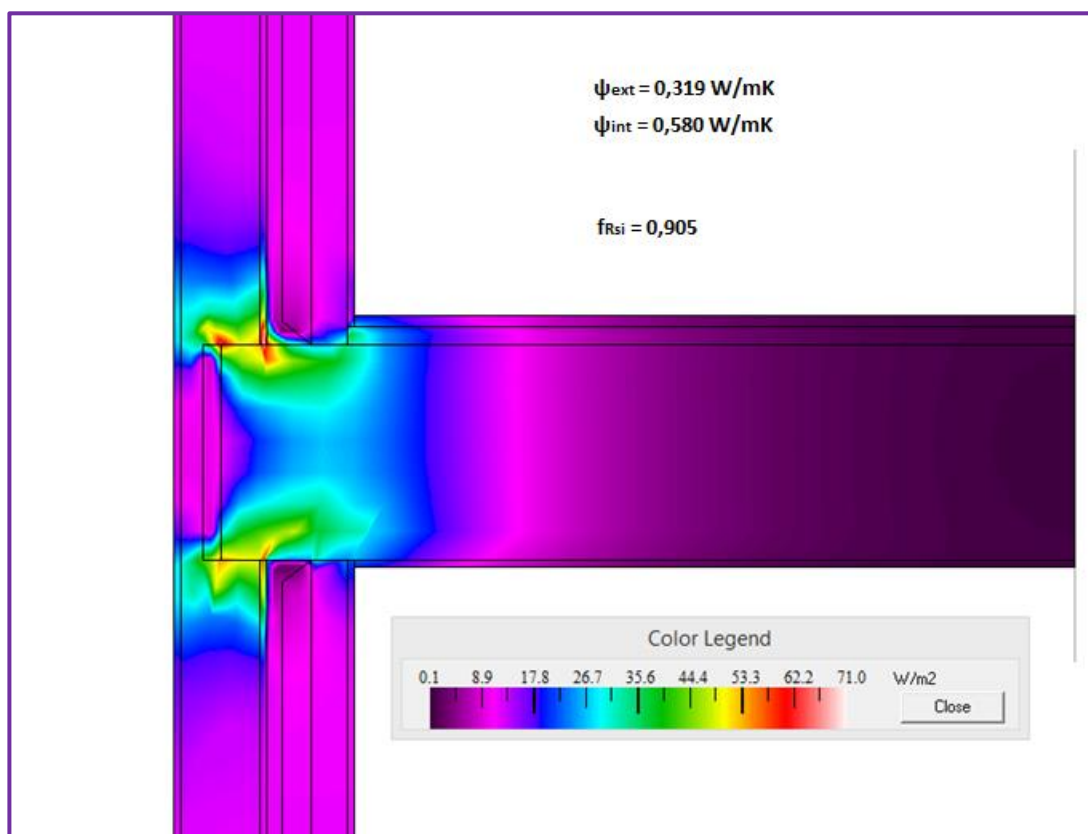 ψext = 0,319 W/mK
ψint = 0,580 W/mK
fRsi = 0,905
Color Legend
0.1 8.9 17.8 26.7 35.6 44.4 53.3 62.2 71.0 W/m2
Close